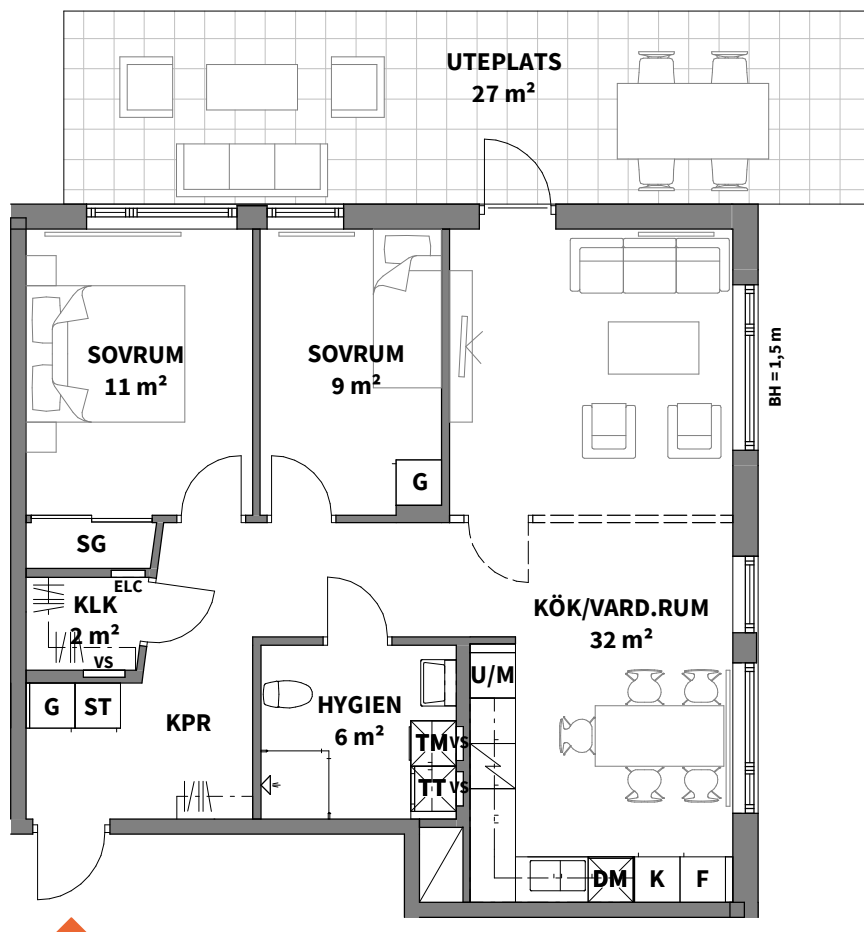 UTEPLATS
27 m²
SOVRUM
11 m²
SOVRUM
9 m²
BH = 1,5 m
G
SG
ELC
KLK
2 m²
VS
KÖK/VARD.RUM
32 m²
U/M
G
ST
KPR
HYGIEN
6 m²
TM
VS
TT
VS
DM
K
F